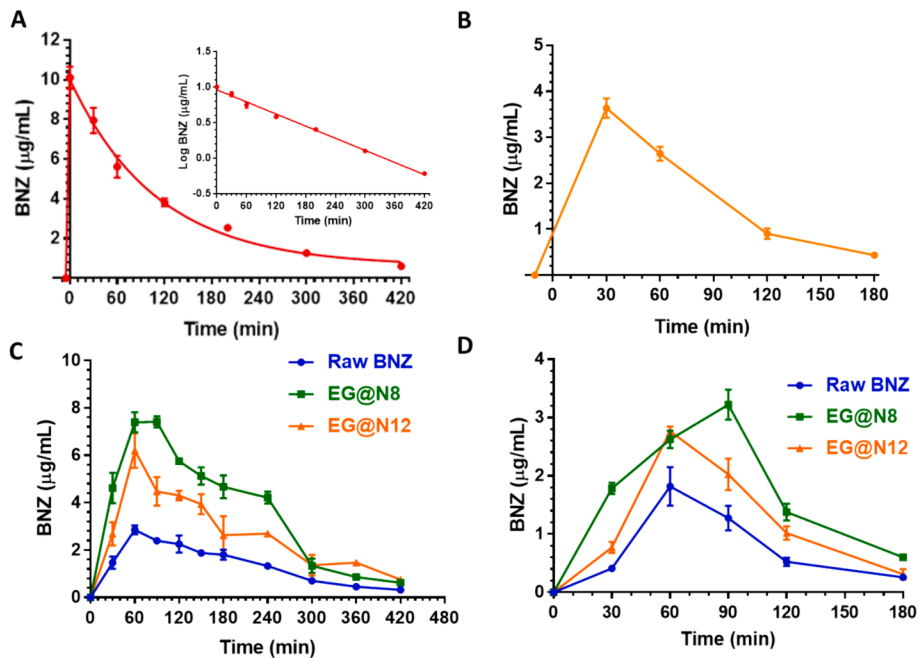 A
BNZ (µg/mL)
12
10
8
6
4
2
0 60 120 180 240 300 360 420
Time (min)
Log BNZ (µg/mL)
1.5
1.0
0.5
0.0
-0.5
0 60 120 180 240 300 360 420
Time (min)
B
BNZ (µg/mL)
5
4
3
2
1
0
0 30 60 90 120 150 180
Time (min)
C
BNZ (µg/mL)
10
8
6
4
2
0
0 60 120 180 240 300 360 420 480
Time (min)
Raw BNZ
EG@N8
EG@N12
D
BNZ (µg/mL)
4
3
2
1
0
0 30 60 90 120 150 180
Time (min)
Raw BNZ
EG@N8
EG@N12